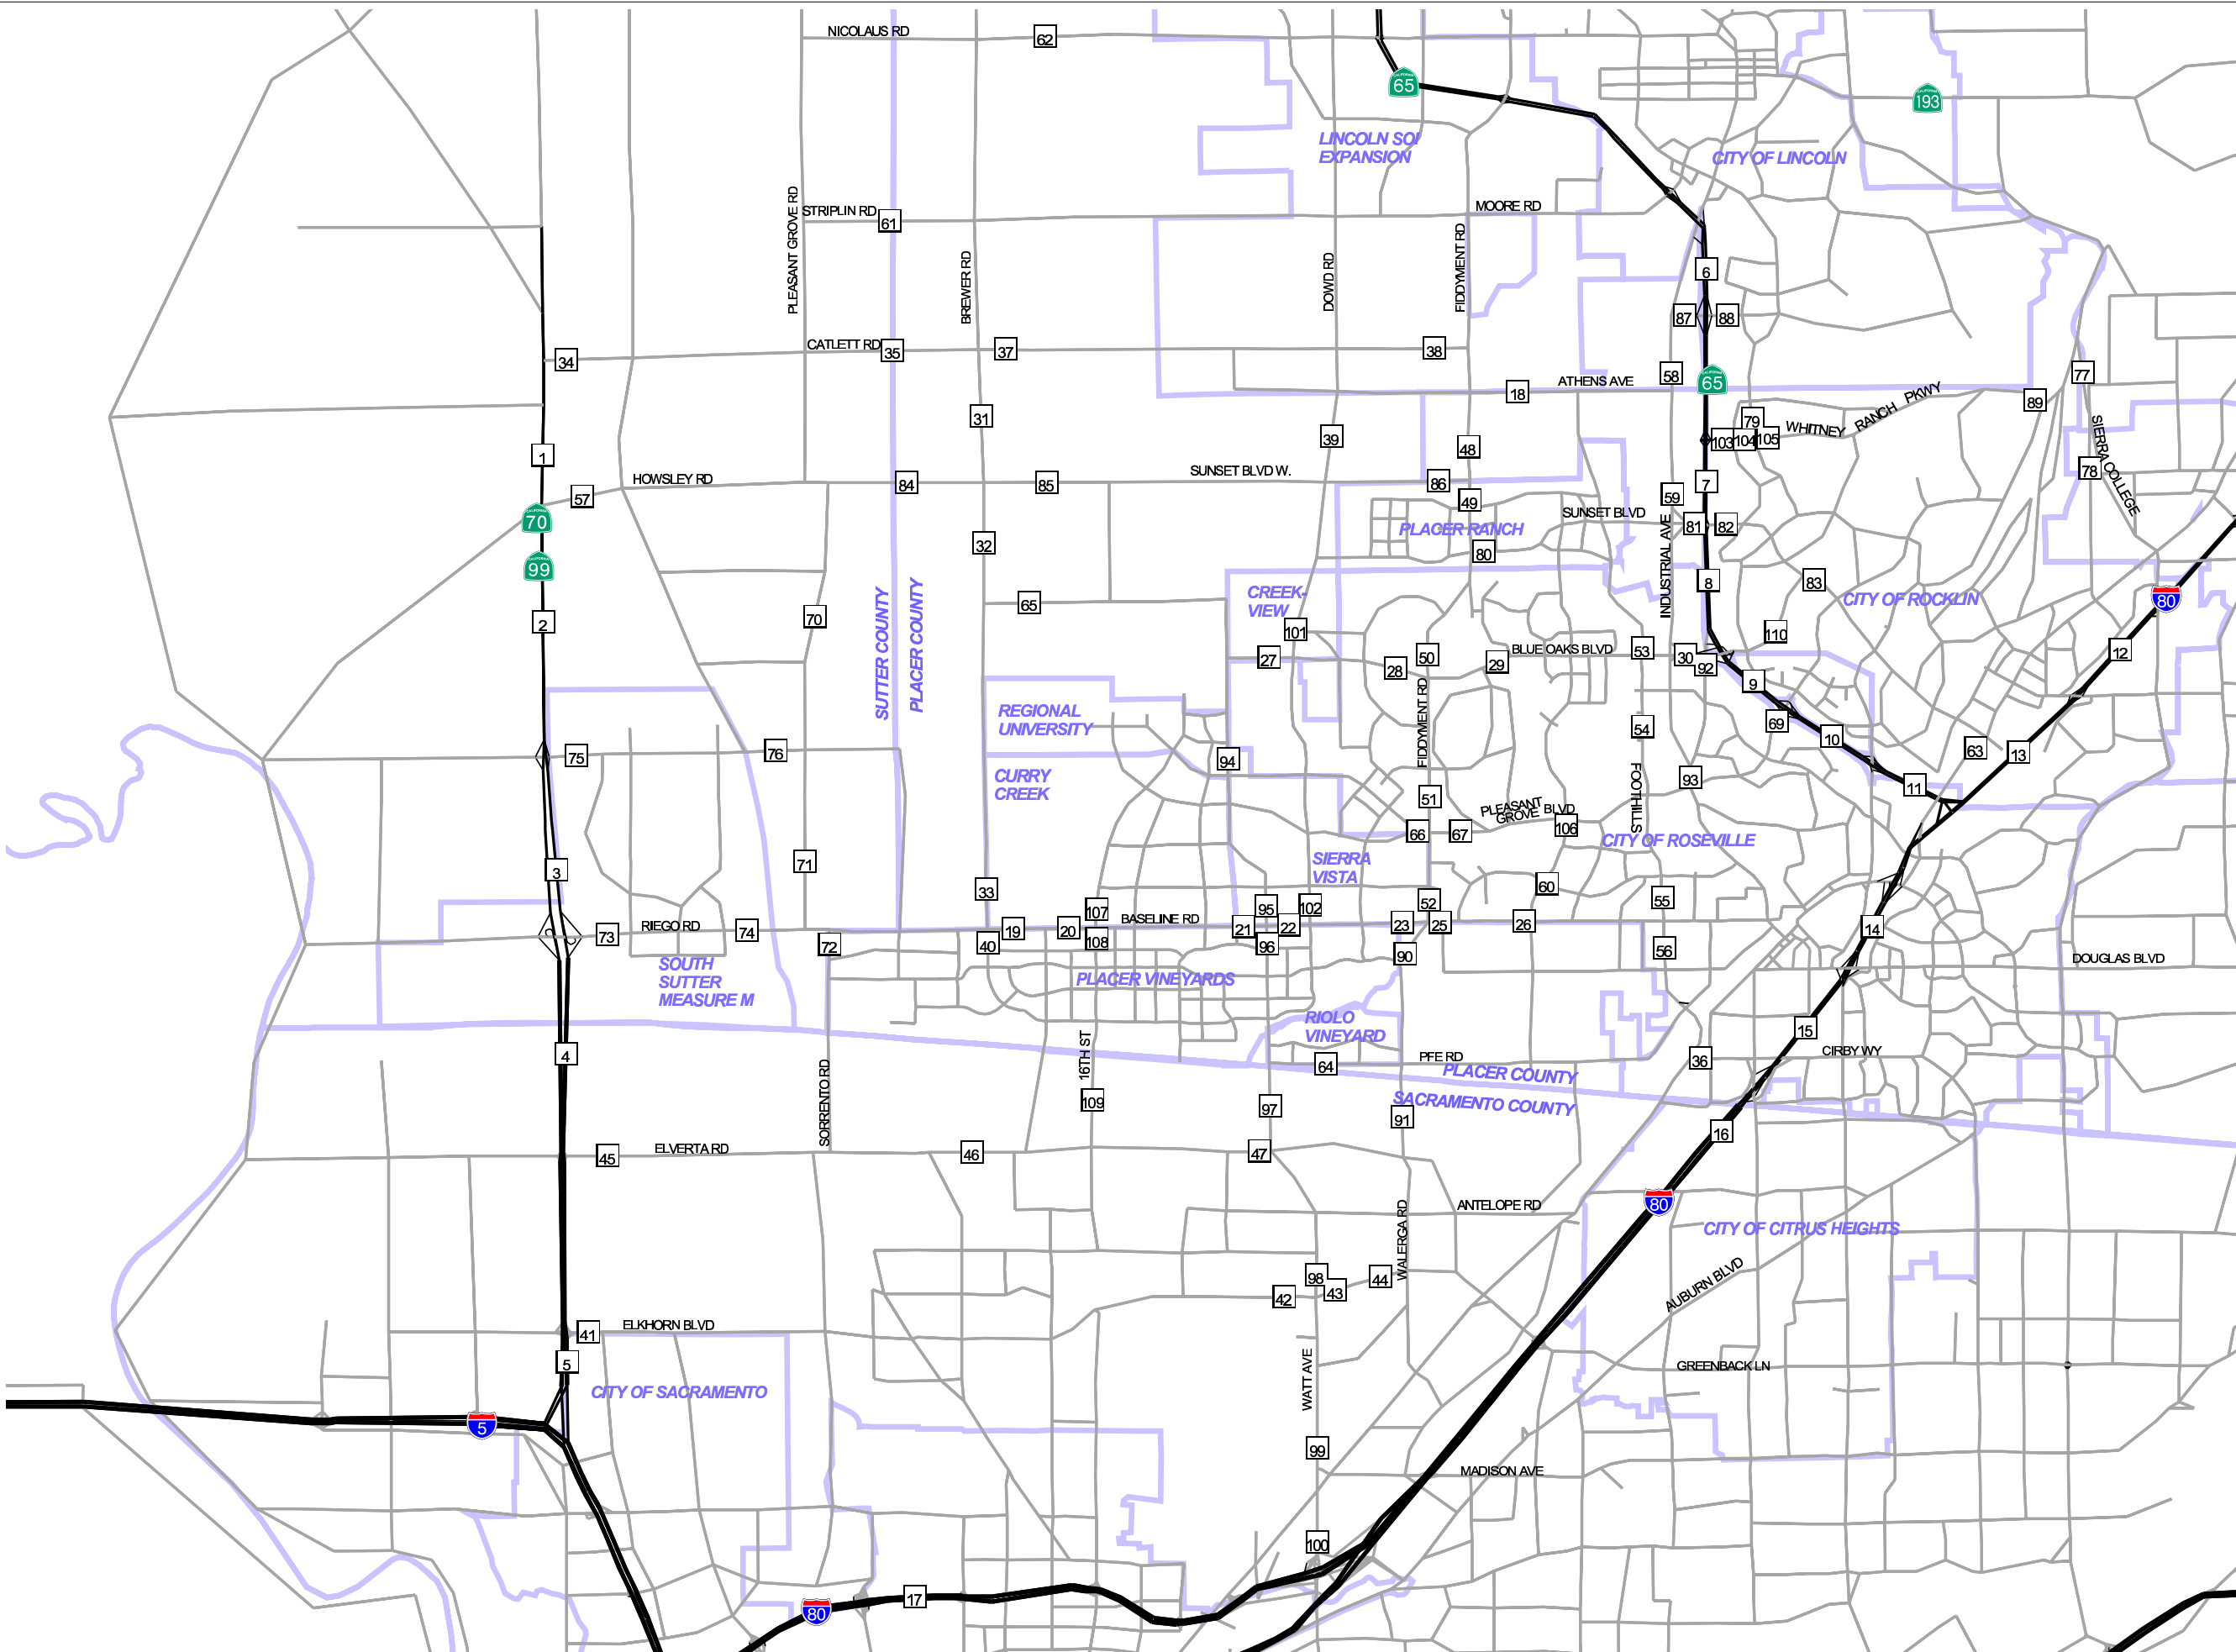 NICOLAUS RD
62
CALIFORNIA
65
CALIFORNIA
193
LINCOLN SOI
EXPANSION
CITY OF LINCOLN
PLEASANT GROVE RD
STRIPLIN RD
61
MOORE RD
BREWER RD
DOWD RD
FIDDYMENT RD
6
87
88
34
CATLETT RD
35
37
38
58
CALIFORNIA
65
77
18
ATHENS AVE
31
79
WHITNEY RANCH PKWY
89
SIERRA COLLEGE
1
39
48
103
104
105
78
57
HOWSLEY RD
84
85
SUNSET BLVD W.
86
49
59
7
CALIFORNIA
70
PLACER RANCH
SUNSET BLVD
INDUSTRIAL AVE
81
82
32
80
CALIFORNIA
99
8
83
CITY OF ROCKLIN
80
CREEK-
VIEW
65
70
2
SUTTER COUNTY
PLACER COUNTY
101
110
27
28
50
29
BLUE OAKS BLVD
53
30
92
12
9
REGIONAL
UNIVERSITY
FIDDYMENT RD
54
69
10
63
13
75
76
94
CURRY
CREEK
93
11
51
PLEASANT
GROVE BLVD
FOOTHILLS
66
67
106
CITY OF ROSEVILLE
3
71
SIERRA
VISTA
33
60
55
107
95
102
52
RIEGO RD
73
74
72
40
19
20
108
BASELINE RD
21
22
96
23
25
26
14
90
56
SOUTH
SUTTER
MEASURE M
PLACER VINEYARDS
DOUGLAS BLVD
RIOLO
VINEYARD
15
4
16TH ST
64
PFE RD
36
CIRBY WY
PLACER COUNTY
SACRAMENTO COUNTY
SORRENTO RD
109
97
91
16
45
ELVERTA RD
46
47
80
ANTELOPE RD
WALERGA RD
CITY OF CITRUS HEIGHTS
98
43
44
42
AUBURN BLVD
41
ELKHORN BLVD
5
GREENBACK LN
WATT AVE
CITY OF SACRAMENTO
5
99
MADISON AVE
100
17
80